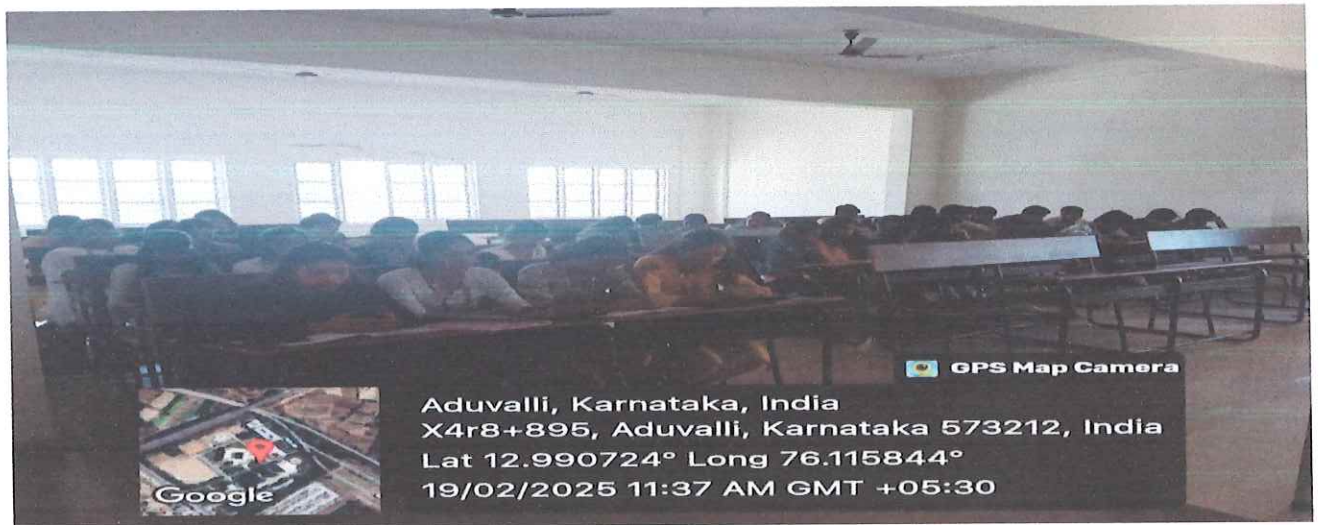 GPS Map Camera
Aduvalli, Karnataka, India
X4r8+895, Aduvalli, Karnataka 573212, India
Lat 12.990724° Long 76.115844°
19/02/2025 11:37 AM GMT +05:30
Google